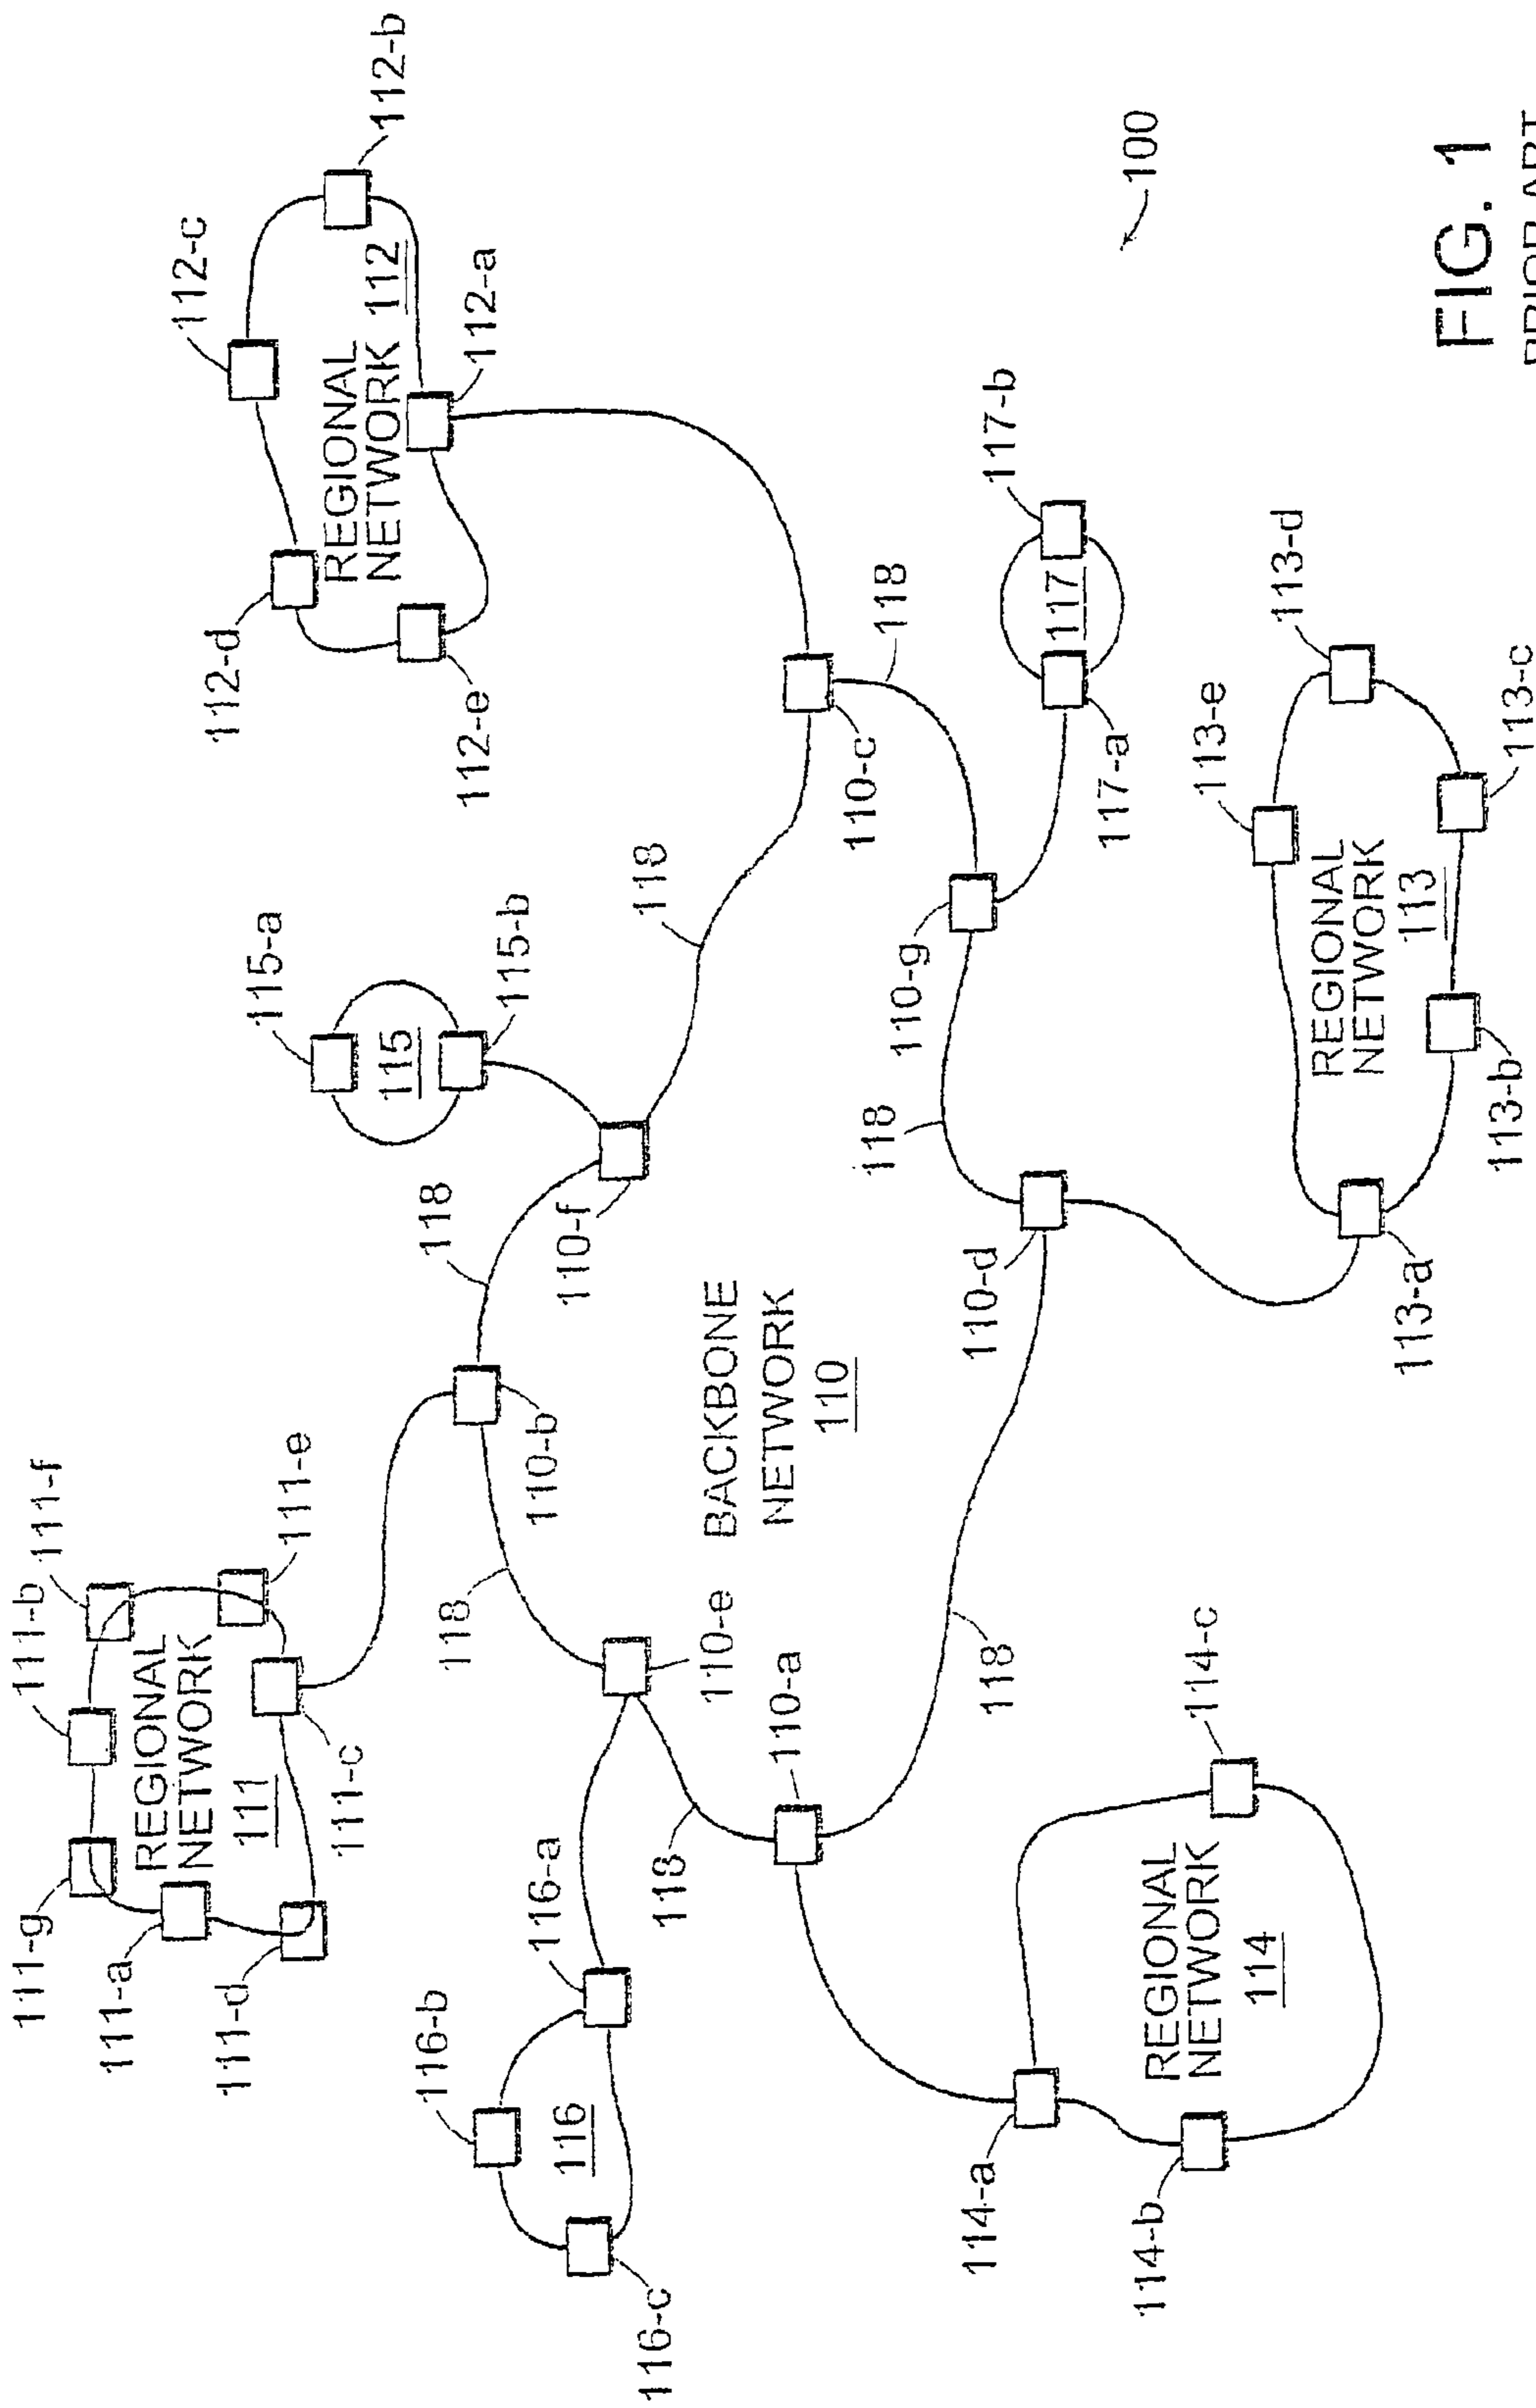 111-g
111-b
111-f
111-a
111-d
REGIONAL
NETWORK
111
111-e
111-c
115-a
115
115-b
112-c
112-d
112-b
REGIONAL
NETWORK 112
112-e
112-a
116-b
116-a
116
116-c
118
118
110-b
110-f
118
118
110-e
110-a
BACKBONE
NETWORK
110
110-c
118
118
118
110-g
110-d
117-b
117
117-a
114-a
114-b
REGIONAL
NETWORK
114
114-c
113-e
113-d
REGIONAL
NETWORK
113
113-a
113-b
113-c
100
FIG. 1
PRIOR ART